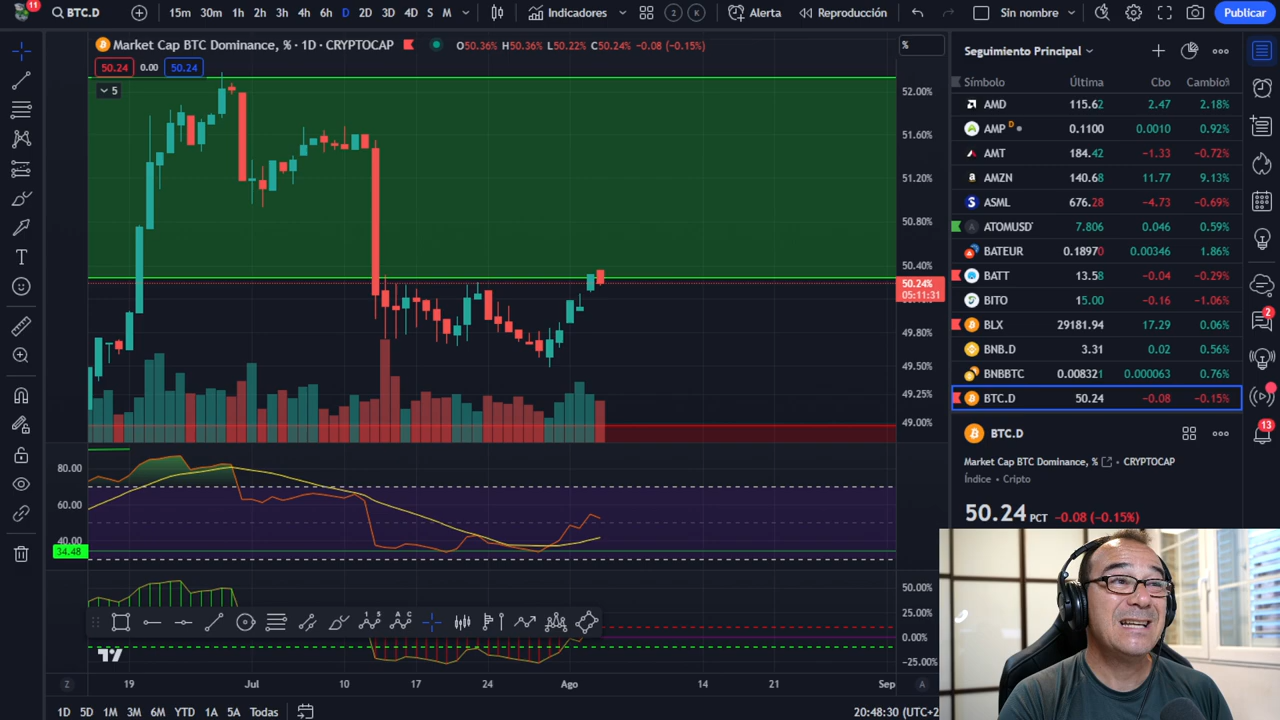 11
BTC.D
15m 30m 1h 2h 3h 4h 6h D 2D 3D 4D S M
Indicadores
2 K
Alerta
Reproducción
Sin nombre
Publicar
Market Cap BTC Dominance, % · 1D · CRYPTOCAP
O50.36% H50.36% L50.22% C50.24% −0.08 (−0.15%)
50.24 0.00 50.24
5
%
52.00%
51.60%
51.20%
50.80%
50.40%
50.24%
05:11:31
49.80%
49.50%
49.25%
49.00%
80.00
60.00
40.00
34.48
50.00%
25.00%
0.00%
−25.00%
Z 19 Jul 10 17 24 Ago 14 21 Sep A
1D 5D 1M 3M 6M YTD 1A 5A Todas
20:48:30 (UTC+2
Seguimiento Principal
Símbolo Última Cbo Cambio%
AMD 115.62 2.47 2.18%
AMP D 0.1100 0.0010 0.92%
AMT 184.42 −1.33 −0.72%
AMZN 140.68 11.77 9.13%
ASML 676.28 −4.73 −0.69%
ATOMUSD 7.806 0.046 0.59%
BATEUR 0.18970 0.00346 1.86%
BATT 13.58 −0.04 −0.29%
BITO 15.00 −0.16 −1.06%
BLX 29181.94 17.29 0.06%
BNB.D 3.31 0.02 0.56%
BNBBTC 0.008321 0.000063 0.76%
BTC.D 50.24 −0.08 −0.15%
BTC.D
Market Cap BTC Dominance, % · CRYPTOCAP
Índice · Cripto
50.24 PCT −0.08 (−0.15%)
2
13